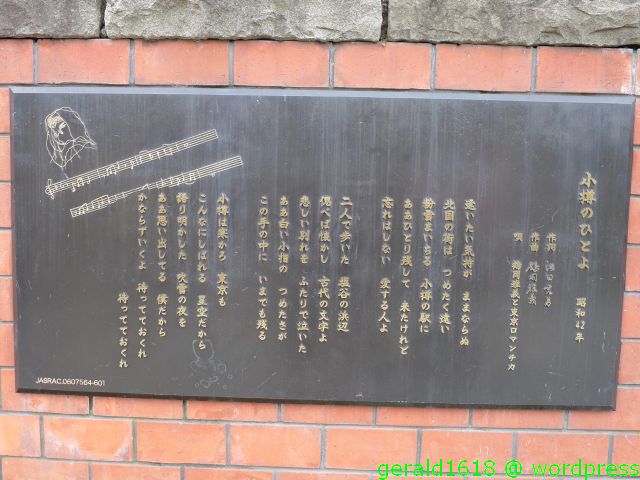 小樽のひとよ
昭和42年
作詞 池田充男
作曲 鶴岡雅義
唄 鶴岡雅義と東京ロマンチカ
逢いたい気持が ままならぬ
北国の街は つめたく遠い
粉雪まいちる 小樽の駅に
ああひとり残して 来たけれど
忘れはしない 愛する人よ
二人で歩いた 塩谷の浜辺
偲べば懐かし 古代の文字よ
悲しい別れを ふたりで泣いた
ああ白い小指の つめたさが
この手の中に いまでも残る
小樽は寒かろ 東京も
こんなにしばれる 星空だから
語り明かした 吹雪の夜を
ああ思い出してる 僕だから
かならずいくよ 待ってておくれ
待ってておくれ
JASRAC.0607564-601
gerald1618 @ wordpress